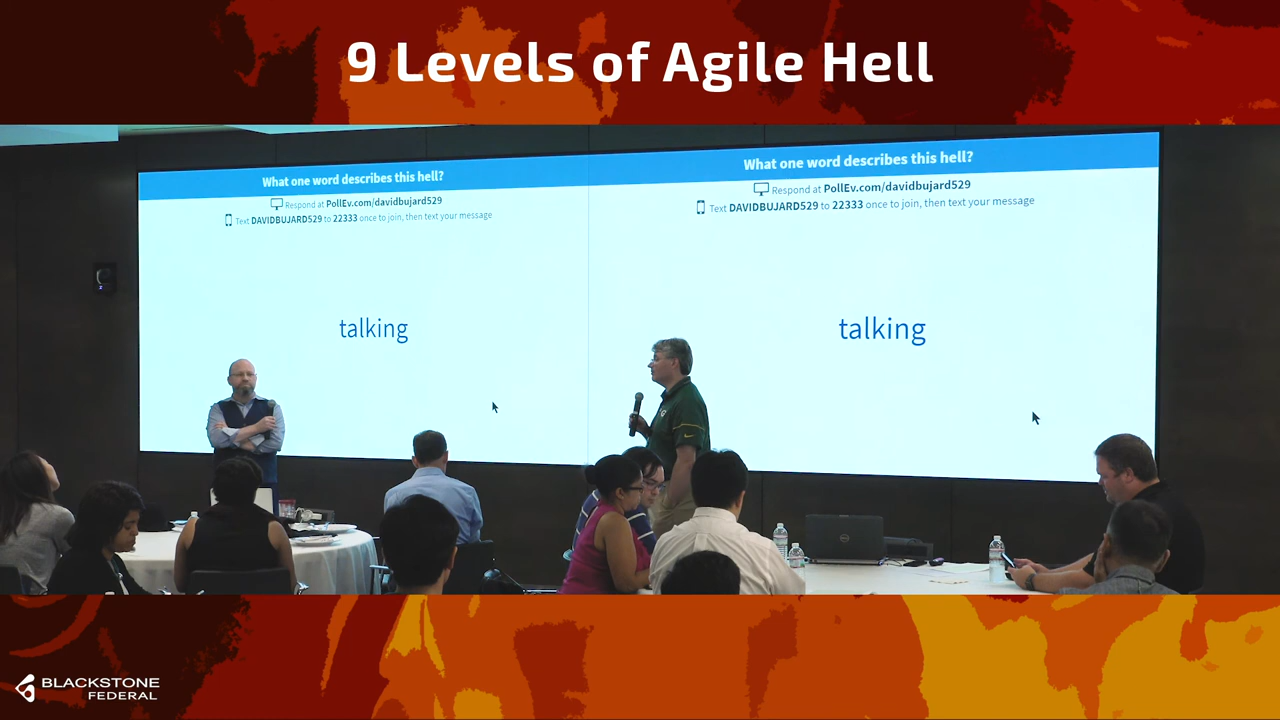 9 Levels of Agile Hell
What one word describes this hell?
Respond at PollEv.com/davidbujard529
Text DAVIDBUJARD529 to 22333 once to join, then text your message
talking
What one word describes this hell?
Respond at PollEv.com/davidbujard529
Text DAVIDBUJARD529 to 22333 once to join, then text your message
talking
DELL
BLACKSTONE
FEDERAL